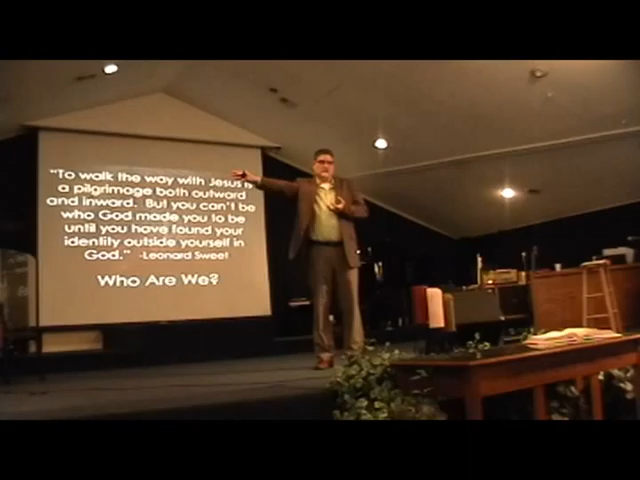 "To walk the way with Jesus is
a pilgrimage both outward
and inward. But you can't be
who God made you to be
until you have found your
identity outside yourself in
God." -Leonard Sweet
Who Are We?